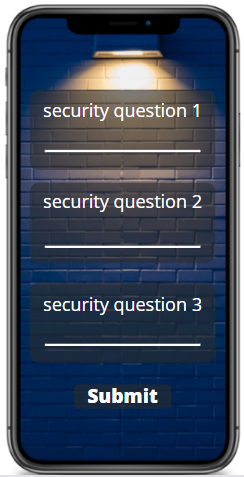 security question 1
security question 2
security question 3
Submit